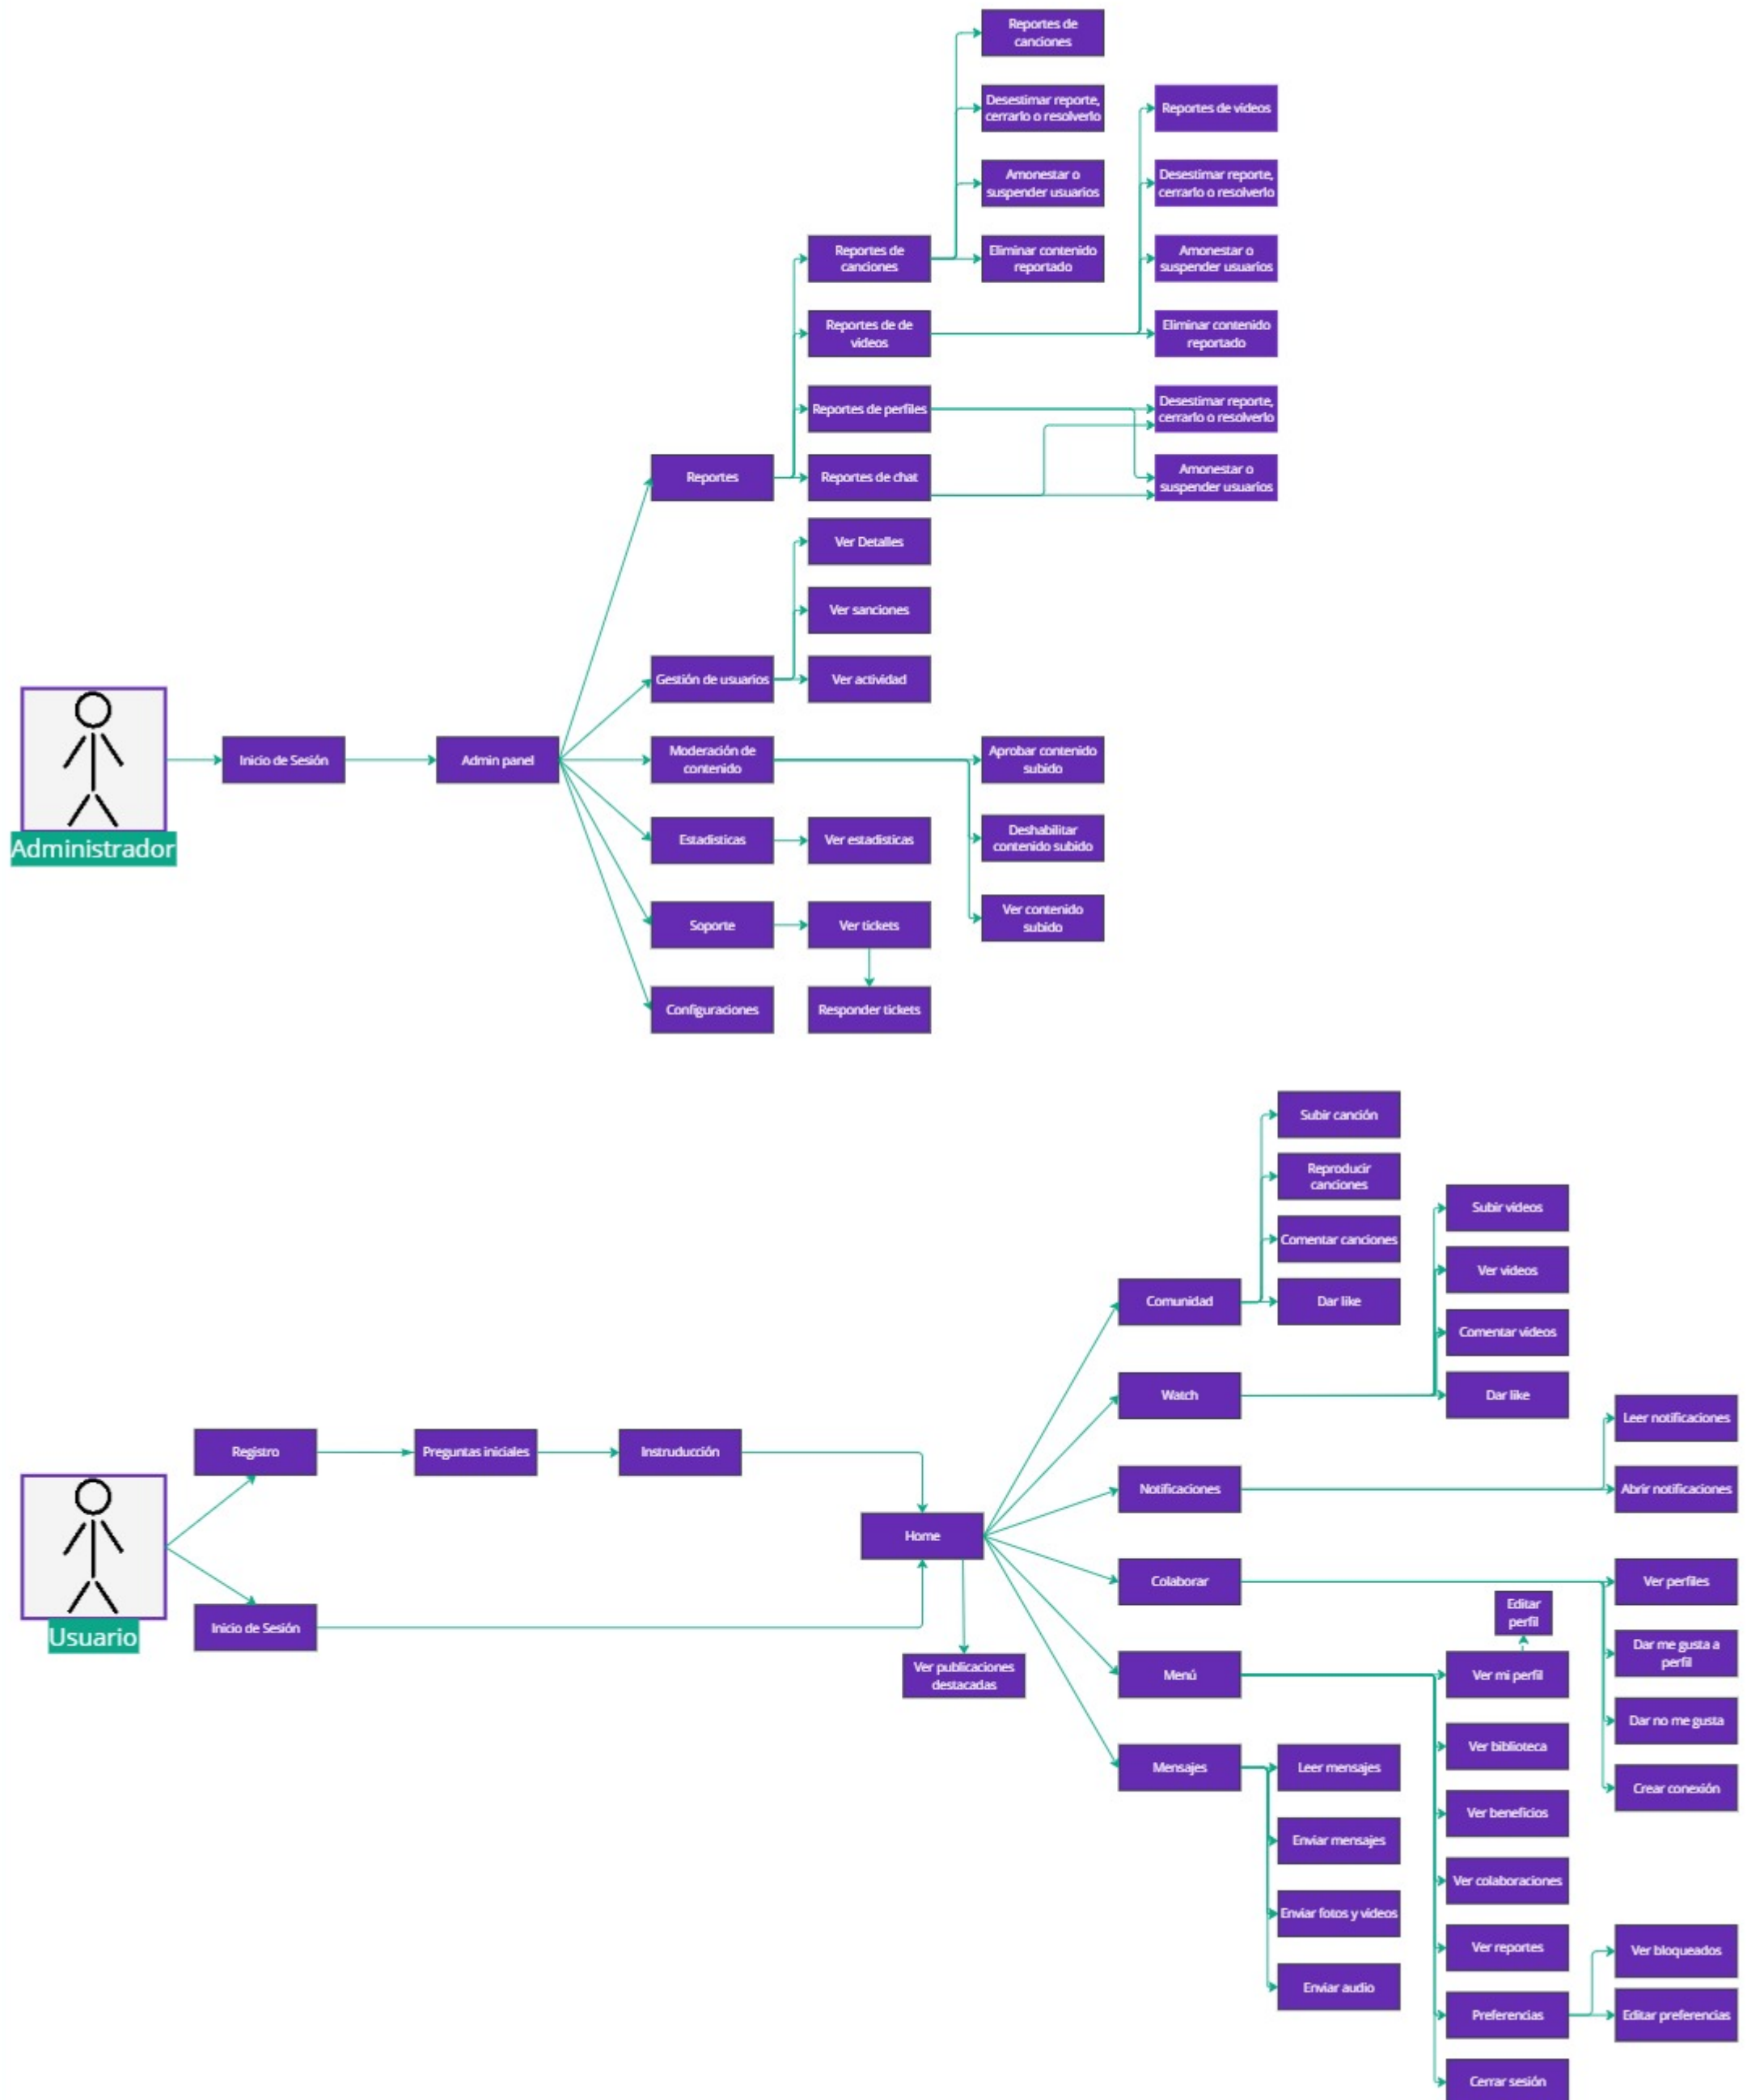 Reportes de
canciones
Desestimar reporte,
cerrarlo o resolverlo
Reportes de videos
Amonestar o
suspender usuarios
Desestimar reporte,
cerrarlo o resolverlo
Reportes de
canciones
Eliminar contenido
reportado
Amonestar o
suspender usuarios
Reportes de de
videos
Eliminar contenido
reportado
Reportes de perfiles
Desestimar reporte,
cerrarlo o resolverlo
Reportes
Reportes de chat
Amonestar o
suspender usuarios
Ver Detalles
Ver sanciones
Gestión de usuarios
Ver actividad
Administrador
Inicio de Sesión
Admin panel
Moderación de
contenido
Aprobar contenido
subido
Estadisticas
Ver estadisticas
Deshabilitar
contenido subido
Soporte
Ver tickets
Ver contenido
subido
Configuraciones
Responder tickets
Subir canción
Reproducir
canciones
Subir videos
Comentar canciones
Ver videos
Comunidad
Dar like
Comentar videos
Watch
Dar like
Leer notificaciones
Registro
Preguntas iniciales
Instruducción
Notificaciones
Abrir notificaciones
Usuario
Home
Colaborar
Ver perfiles
Inicio de Sesión
Editar
perfil
Dar me gusta a
perfil
Ver publicaciones
destacadas
Menú
Ver mi perfil
Dar no me gusta
Ver biblioteca
Mensajes
Leer mensajes
Crear conexión
Ver beneficios
Enviar mensajes
Ver colaboraciones
Enviar fotos y videos
Ver reportes
Ver bloqueados
Enviar audio
Preferencias
Editar preferencias
Cerrar sesión